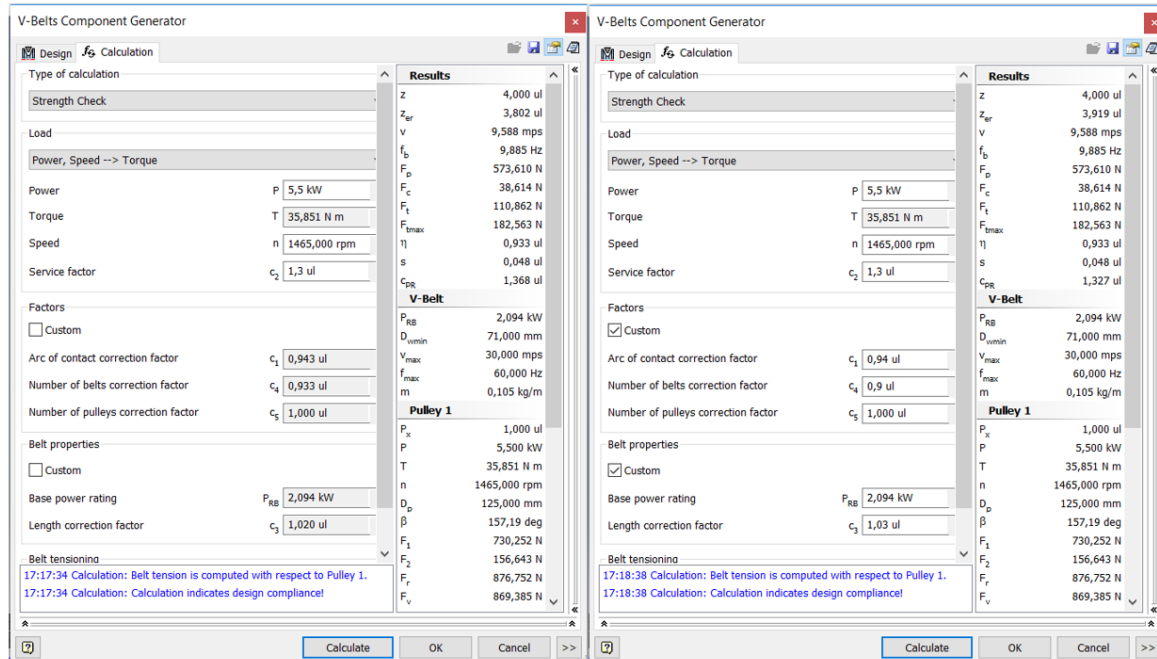 V-Belts Component Generator
Design Calculation
Type of calculation
Strength Check
Load
Power, Speed --> Torque
Power P 5,5 kW
Torque T 35,851 N m
Speed n 1465,000 rpm
Service factor c2 1,3 ul
Factors
Custom
Arc of contact correction factor c1 0,943 ul
Number of belts correction factor c4 0,933 ul
Number of pulleys correction factor c5 1,000 ul
Belt properties
Custom
Base power rating PRB 2,094 kW
Length correction factor c3 1,020 ul
Belt tensioning
17:17:34 Calculation: Belt tension is computed with respect to Pulley 1.
17:17:34 Calculation: Calculation indicates design compliance!
Results
z 4,000 ul
zer 3,802 ul
v 9,588 mps
fb 9,885 Hz
Fp 573,610 N
Fc 38,614 N
Ft 110,862 N
Ftmax 182,563 N
η 0,933 ul
s 0,048 ul
cPR 1,368 ul
V-Belt
PRB 2,094 kW
Dwmin 71,000 mm
vmax 30,000 mps
fmax 60,000 Hz
m 0,105 kg/m
Pulley 1
Px 1,000 ul
P 5,500 kW
T 35,851 N m
n 1465,000 rpm
Dp 125,000 mm
β 157,19 deg
F1 730,252 N
F2 156,643 N
Fr 876,752 N
Fv 869,385 N
Calculate OK Cancel >>
V-Belts Component Generator
Design Calculation
Type of calculation
Strength Check
Load
Power, Speed --> Torque
Power P 5,5 kW
Torque T 35,851 N m
Speed n 1465,000 rpm
Service factor c2 1,3 ul
Factors
Custom
Arc of contact correction factor c1 0,94 ul
Number of belts correction factor c4 0,9 ul
Number of pulleys correction factor c5 1,000 ul
Belt properties
Custom
Base power rating PRB 2,094 kW
Length correction factor c3 1,03 ul
Belt tensioning
17:18:38 Calculation: Belt tension is computed with respect to Pulley 1.
17:18:38 Calculation: Calculation indicates design compliance!
Results
z 4,000 ul
zer 3,919 ul
v 9,588 mps
fb 9,885 Hz
Fp 573,610 N
Fc 38,614 N
Ft 110,862 N
Ftmax 182,563 N
η 0,933 ul
s 0,048 ul
cPR 1,327 ul
V-Belt
PRB 2,094 kW
Dwmin 71,000 mm
vmax 30,000 mps
fmax 60,000 Hz
m 0,105 kg/m
Pulley 1
Px 1,000 ul
P 5,500 kW
T 35,851 N m
n 1465,000 rpm
Dp 125,000 mm
β 157,19 deg
F1 730,252 N
F2 156,643 N
Fr 876,752 N
Fv 869,385 N
Calculate OK Cancel >>